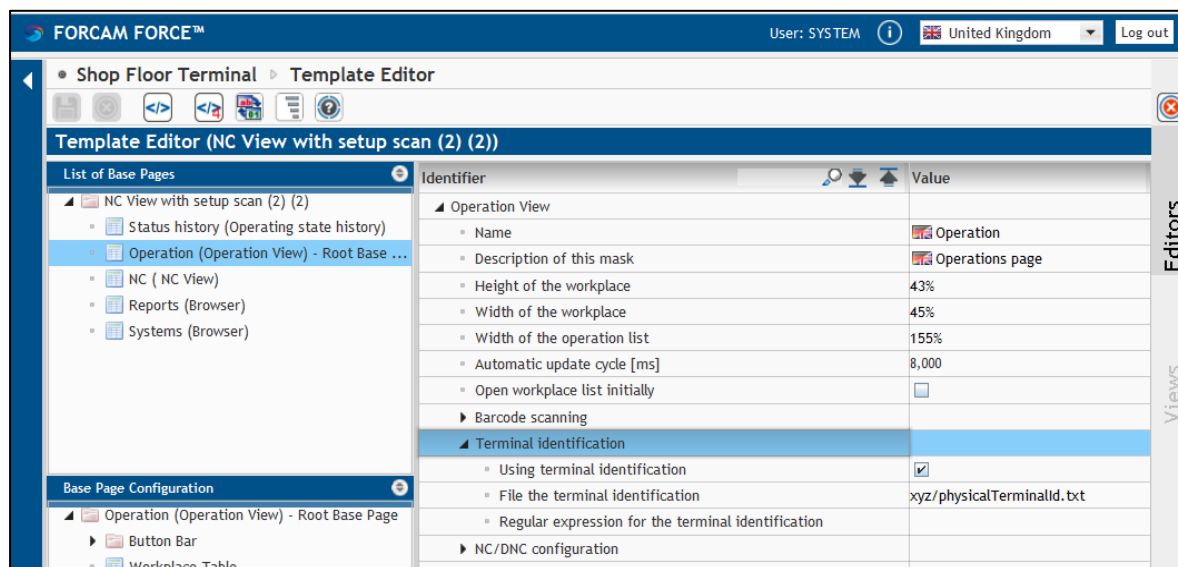 FORCAM FORCE™ User: SYSTEM i United Kingdom Log out
Shop Floor Terminal Template Editor
Template Editor (NC View with setup scan (2) (2))
List of Base Pages
NC View with setup scan (2) (2)
Status history (Operating state history)
Operation (Operation View) - Root Base ...
NC ( NC View)
Reports (Browser)
Systems (Browser)
Base Page Configuration
Operation (Operation View) - Root Base Page
Button Bar
Workplace Table
Identifier Value
Operation View
Name Operation
Description of this mask Operations page
Height of the workplace 43%
Width of the workplace 45%
Width of the operation list 155%
Automatic update cycle [ms] 8,000
Open workplace list initially
Barcode scanning
Terminal identification
Using terminal identification
File the terminal identification xyz/physicalTerminalId.txt
Regular expression for the terminal identification
NC/DNC configuration
Editors
Views